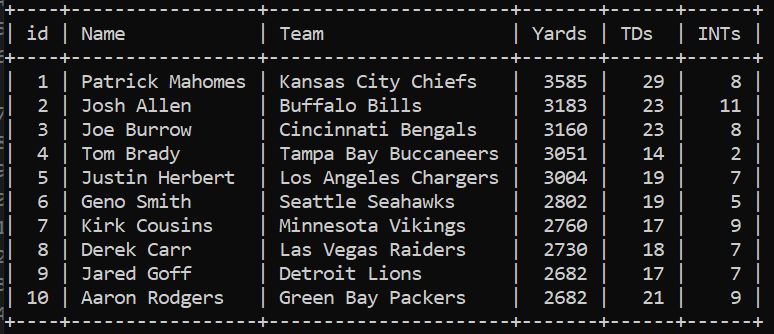 +----+-----------------+----------------------+-------+------+------+
| id | Name            | Team                 | Yards | TDs  | INTs |
+----+-----------------+----------------------+-------+------+------+
|  1 | Patrick Mahomes | Kansas City Chiefs   |  3585 |   29 |    8 |
|  2 | Josh Allen      | Buffalo Bills        |  3183 |   23 |   11 |
|  3 | Joe Burrow      | Cincinnati Bengals   |  3160 |   23 |    8 |
|  4 | Tom Brady       | Tampa Bay Buccaneers |  3051 |   14 |    2 |
|  5 | Justin Herbert  | Los Angeles Chargers |  3004 |   19 |    7 |
|  6 | Geno Smith      | Seattle Seahawks     |  2802 |   19 |    5 |
|  7 | Kirk Cousins    | Minnesota Vikings    |  2760 |   17 |    9 |
|  8 | Derek Carr      | Las Vegas Raiders    |  2730 |   18 |    7 |
|  9 | Jared Goff      | Detroit Lions        |  2682 |   17 |    7 |
| 10 | Aaron Rodgers   | Green Bay Packers    |  2682 |   21 |    9 |
+----+-----------------+----------------------+-------+------+------+